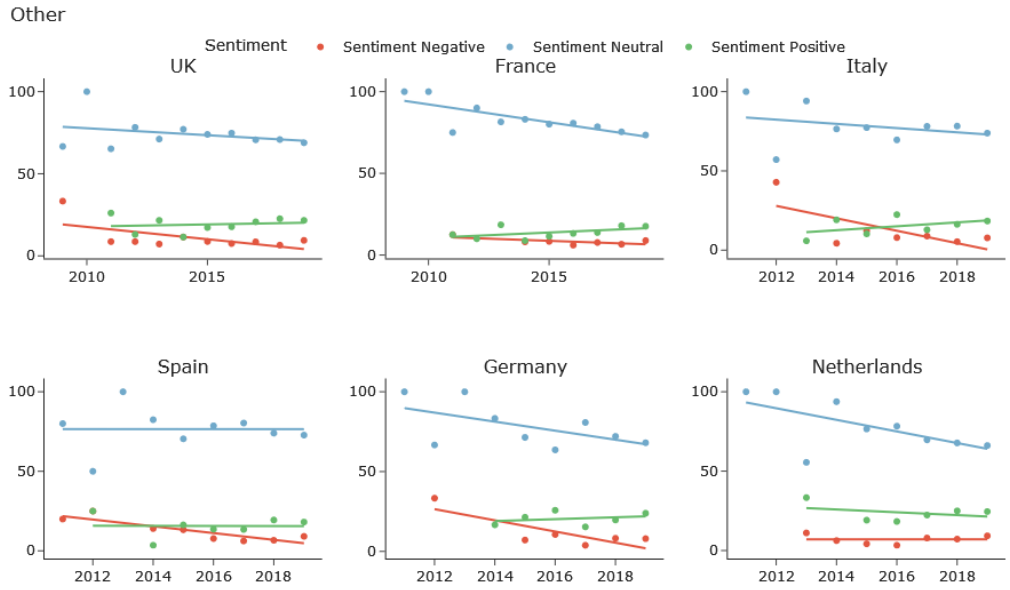 Other
Sentiment Sentiment Negative Sentiment Neutral Sentiment Positive
UK France Italy
100 100 100
50 50 50
0 0 0
2010 2015 2010 2015 2012 2014 2016 2018
Spain Germany Netherlands
100 100 100
50 50 50
0 0 0
2012 2014 2016 2018 2012 2014 2016 2018 2012 2014 2016 2018